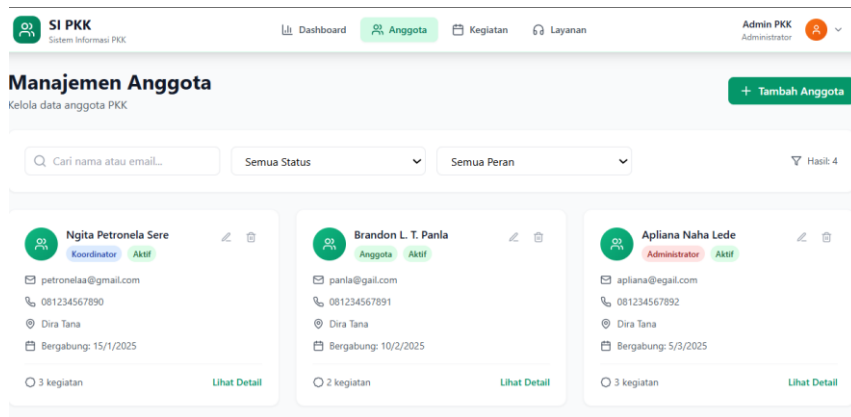 SI PKK
Sistem Informasi PKK
Dashboard
Anggota
Kegiatan
Layanan
Admin PKK
Administrator
Manajemen Anggota
Kelola data anggota PKK
+ Tambah Anggota
Cari nama atau email...
Semua Status
Semua Peran
Hasil: 4
Ngita Petronela Sere
Koordinator Aktif
petronelaa@gmail.com
081234567890
Dira Tana
Bergabung: 15/1/2025
3 kegiatan
Lihat Detail
Brandon L. T. Panla
Anggota Aktif
panla@gail.com
081234567891
Dira Tana
Bergabung: 10/2/2025
2 kegiatan
Lihat Detail
Apliana Naha Lede
Administrator Aktif
apliana@egail.com
081234567892
Dira Tana
Bergabung: 5/3/2025
3 kegiatan
Lihat Detail